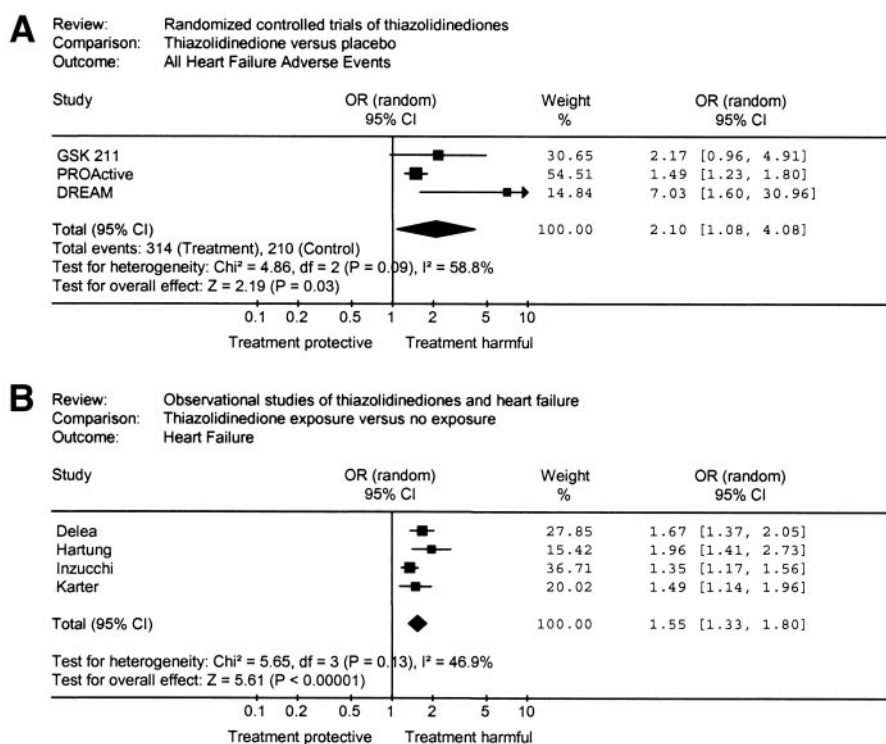 A
Review: Randomized controlled trials of thiazolidinediones
Comparison: Thiazolidinedione versus placebo
Outcome: All Heart Failure Adverse Events
Study OR (random) Weight OR (random)
95% CI % 95% CI
GSK 211 30.65 2.17 [0.96, 4.91]
PROActive 54.51 1.49 [1.23, 1.80]
DREAM 14.84 7.03 [1.60, 30.96]
Total (95% CI) 100.00 2.10 [1.08, 4.08]
Total events: 314 (Treatment), 210 (Control)
Test for heterogeneity: Chi² = 4.86, df = 2 (P = 0.09), I² = 58.8%
Test for overall effect: Z = 2.19 (P = 0.03)
0.1 0.2 0.5 1 2 5 10
Treatment protective Treatment harmful
B
Review: Observational studies of thiazolidinediones and heart failure
Comparison: Thiazolidinedione exposure versus no exposure
Outcome: Heart Failure
Study OR (random) Weight OR (random)
95% CI % 95% CI
Delea 27.85 1.67 [1.37, 2.05]
Hartung 15.42 1.96 [1.41, 2.73]
Inzucchi 36.71 1.35 [1.17, 1.56]
Karter 20.02 1.49 [1.14, 1.96]
Total (95% CI) 100.00 1.55 [1.33, 1.80]
Test for heterogeneity: Chi² = 5.65, df = 3 (P = 0.13), I² = 46.9%
Test for overall effect: Z = 5.61 (P < 0.00001)
0.1 0.2 0.5 1 2 5 10
Treatment protective Treatment harmful